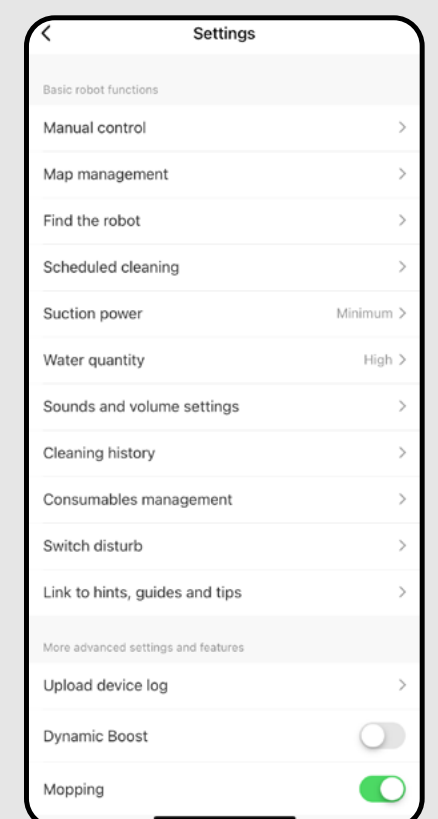 Settings
Basic robot functions
Manual control
Map management
Find the robot
Scheduled cleaning
Suction power Minimum
Water quantity High
Sounds and volume settings
Cleaning history
Consumables management
Switch disturb
Link to hints, guides and tips
More advanced settings and features
Upload device log
Dynamic Boost
Mopping